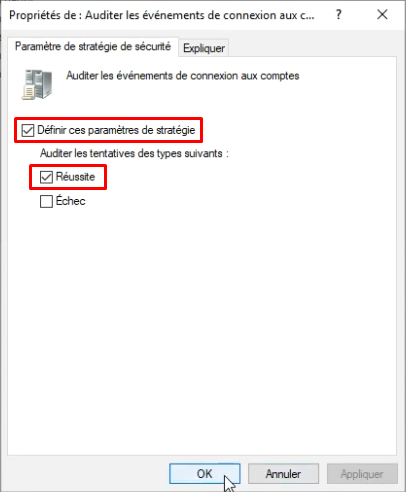 Propriétés de : Auditer les événements de connexion aux c...
?
Paramètre de stratégie de sécurité
Expliquer
Auditer les événements de connexion aux comptes
Définir ces paramètres de stratégie
Auditer les tentatives des types suivants :
Réussite
Échec
OK
Annuler
Appliquer